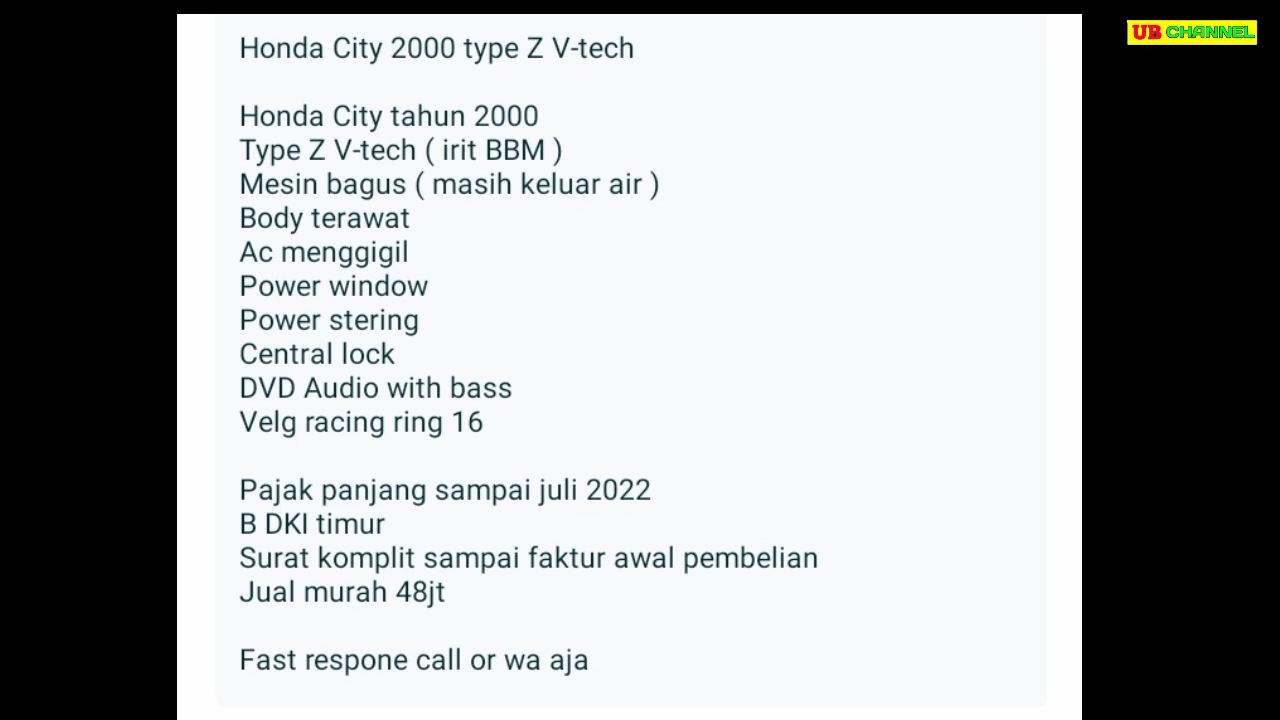 UB CHANNEL
Honda City 2000 type Z V-tech
Honda City tahun 2000
Type Z V-tech ( irit BBM )
Mesin bagus ( masih keluar air )
Body terawat
Ac menggigil
Power window
Power stering
Central lock
DVD Audio with bass
Velg racing ring 16
Pajak panjang sampai juli 2022
B DKI timur
Surat komplit sampai faktur awal pembelian
Jual murah 48jt
Fast respone call or wa aja